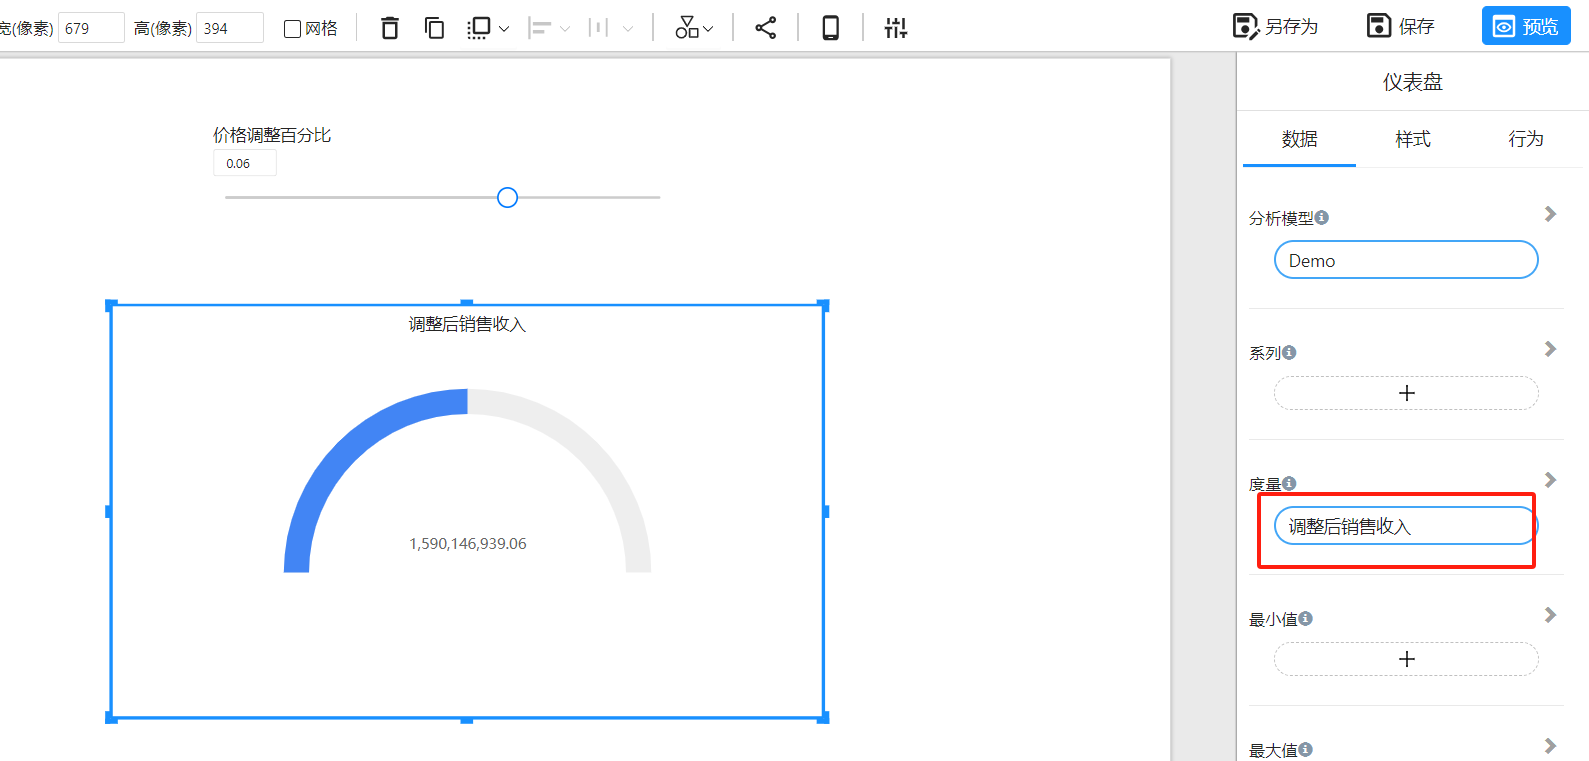 宽(像素) 679 高(像素) 394 网格 另存为 保存 预览
仪表盘
数据 样式 行为
价格调整百分比
0.06
分析模型
Demo
系列
调整后销售收入
1,590,146,939.06
度量
调整后销售收入
最小值
最大值